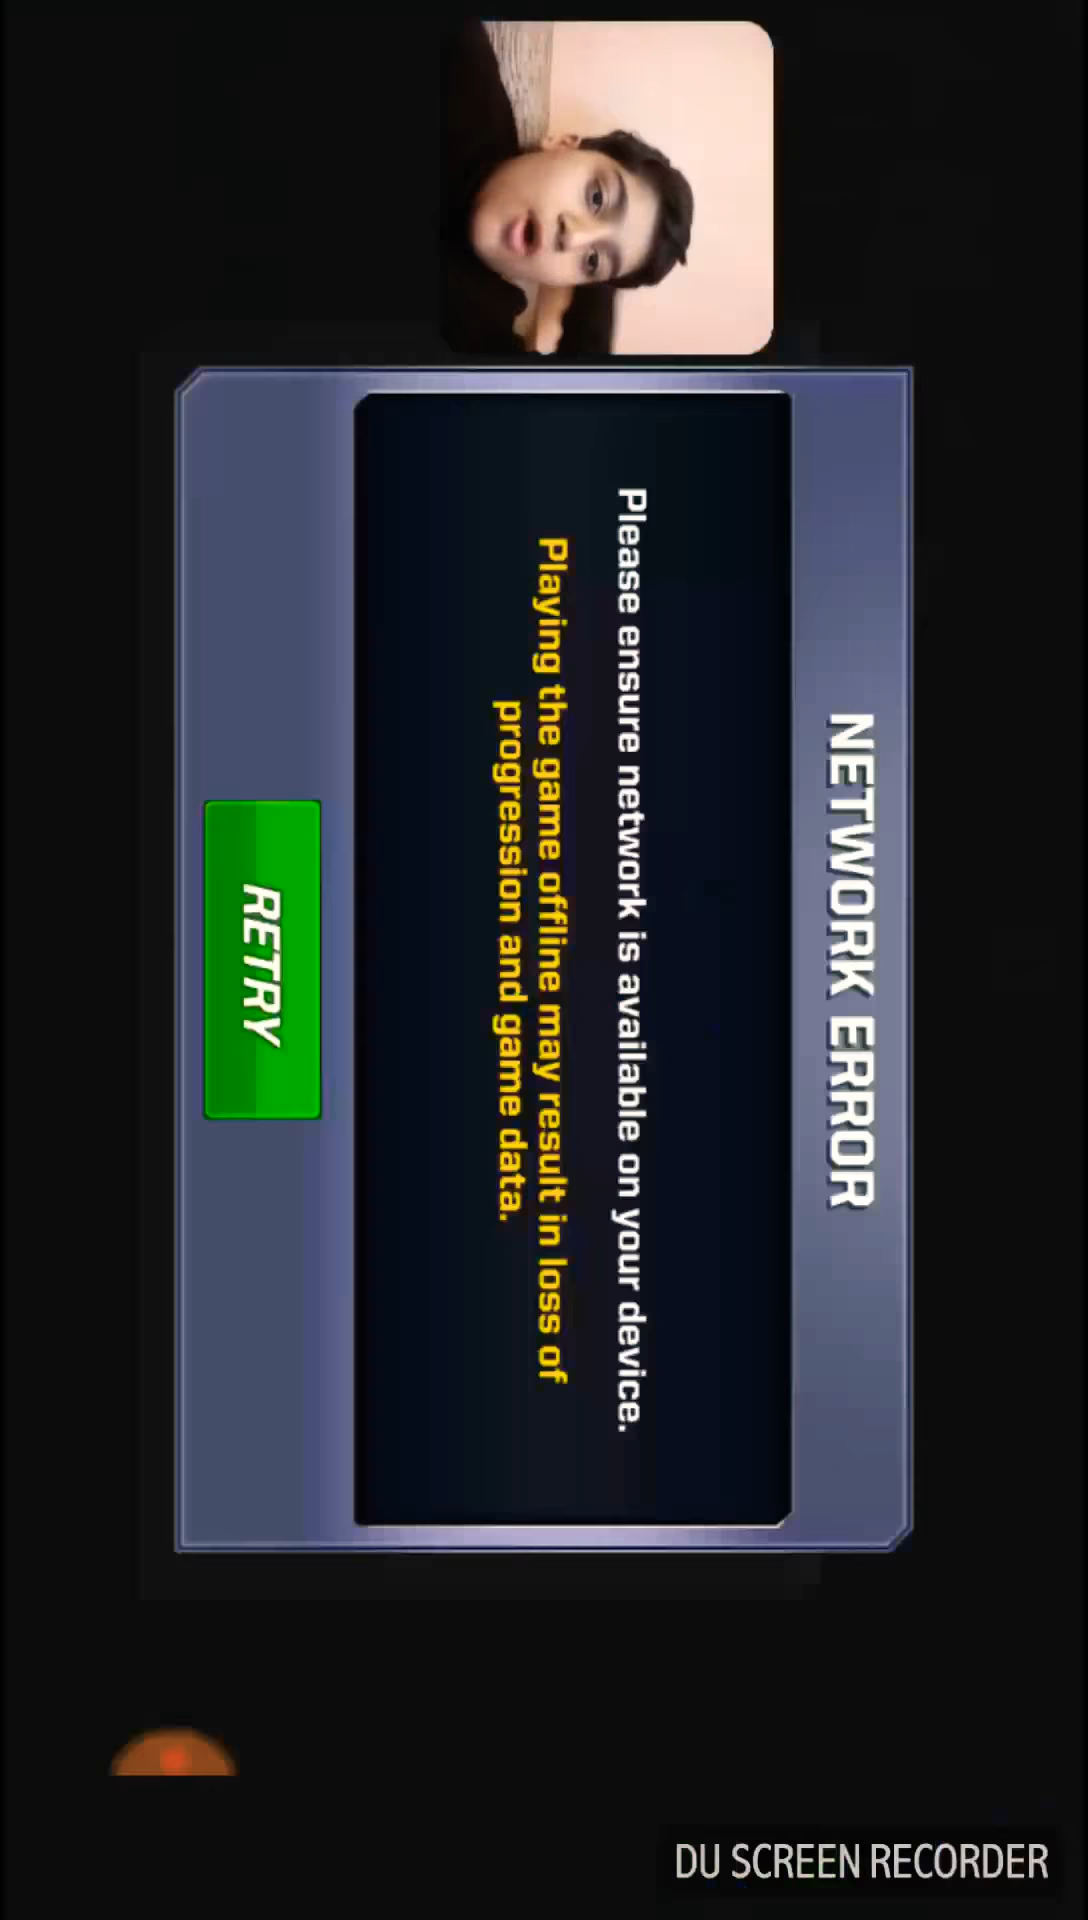 NETWORK ERROR
Please ensure network is available on your device.
Playing the game offline may result in loss of
progression and game data.
RETRY
DU SCREEN RECORDER